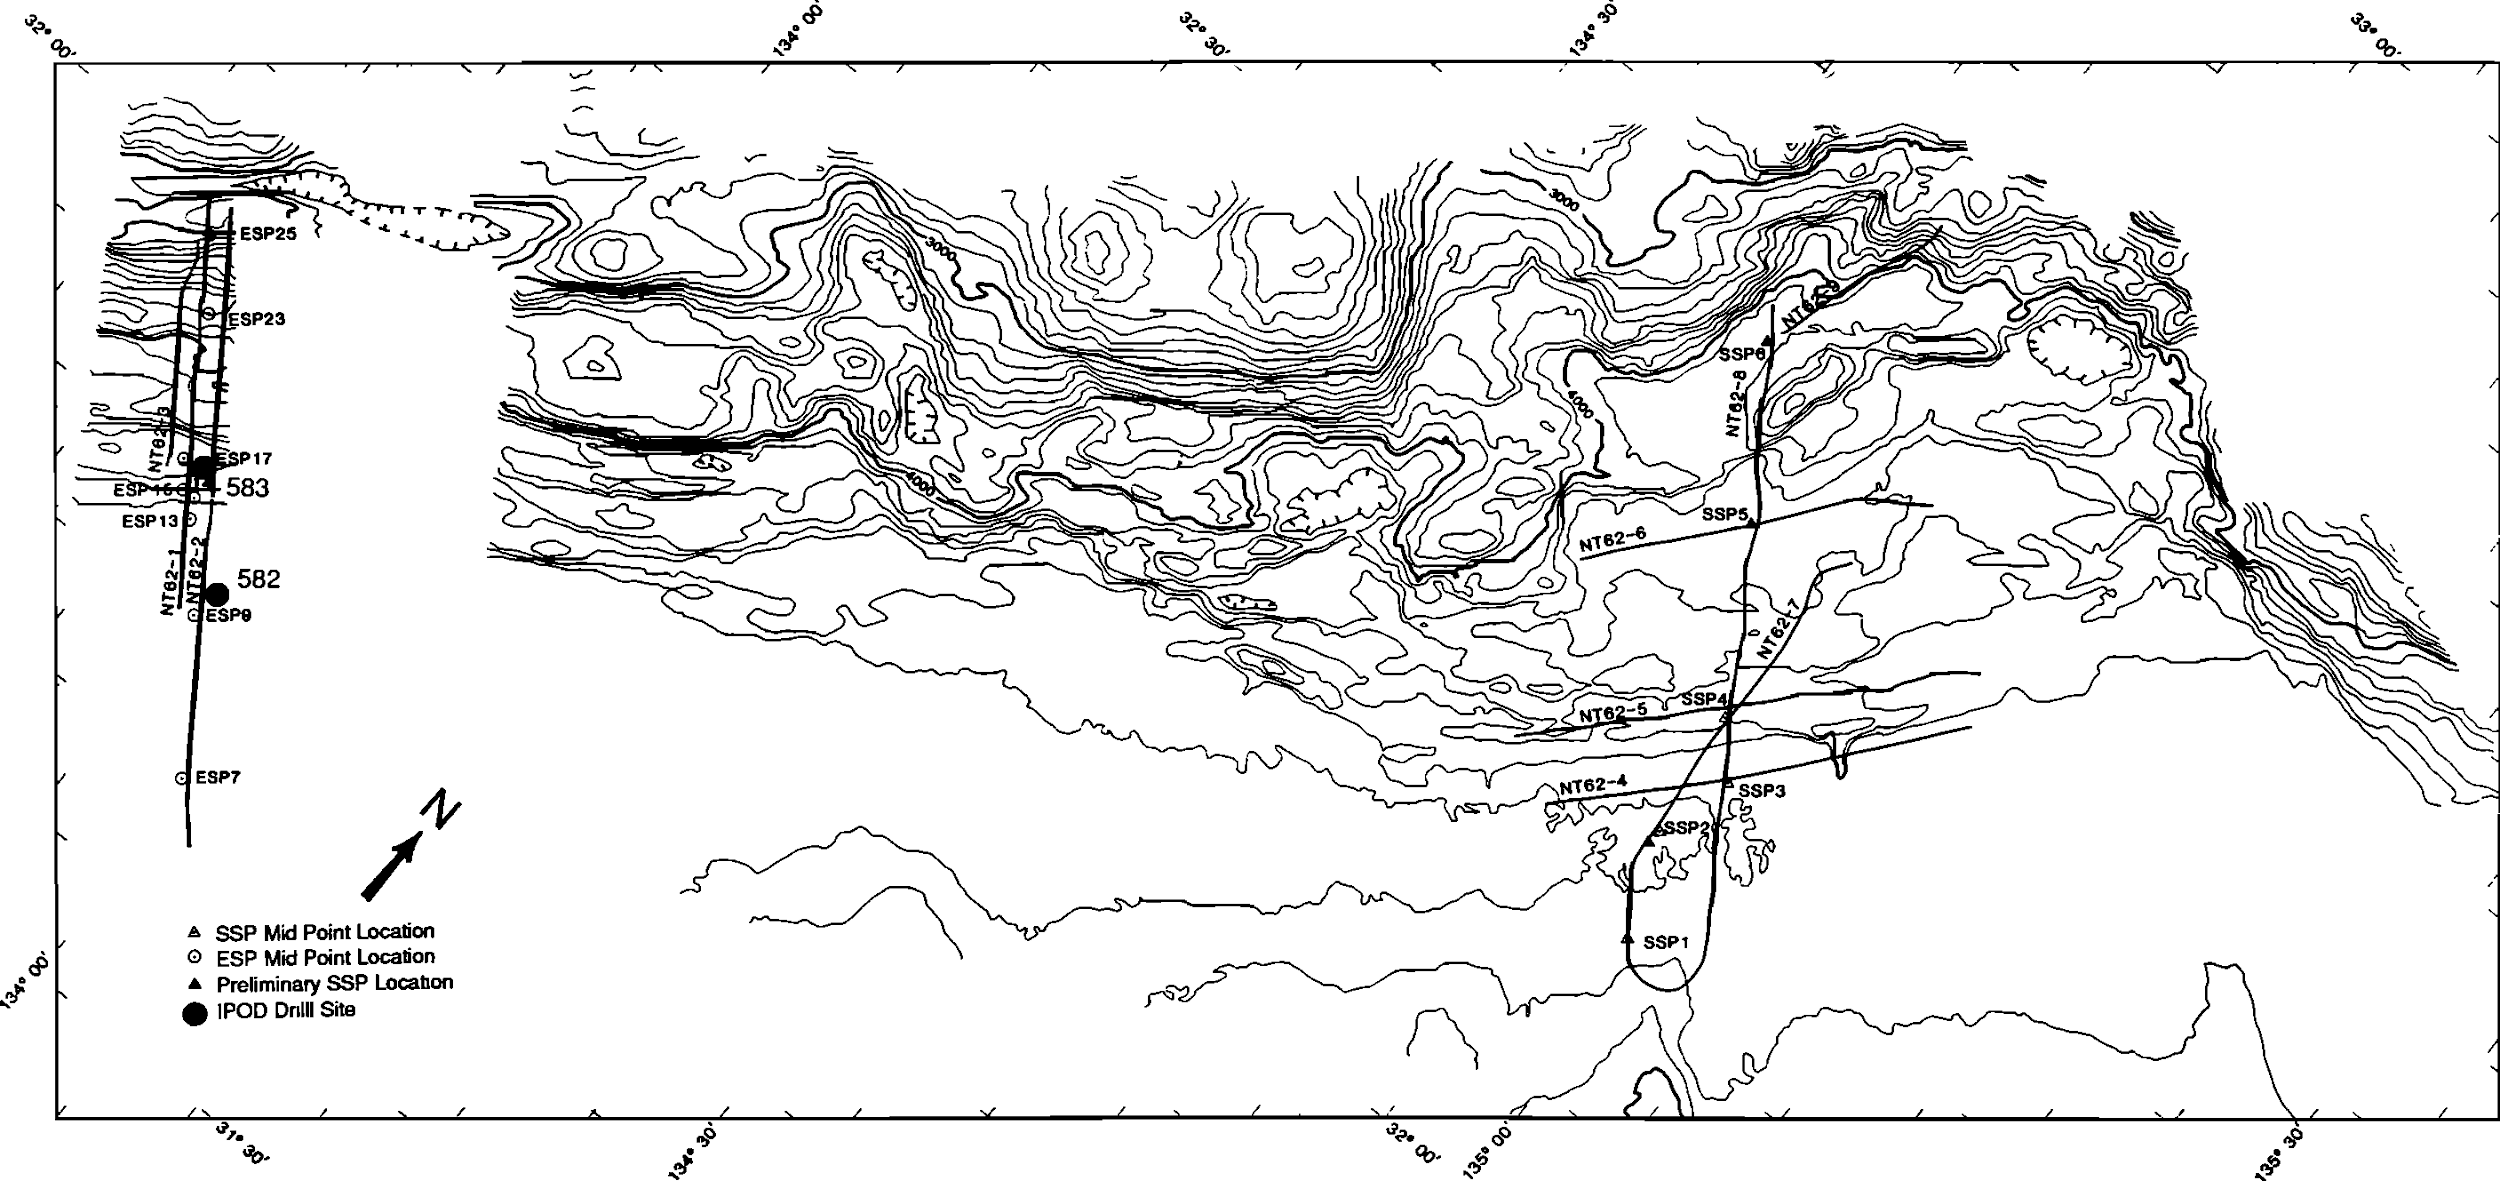 32° 00'
134° 00'
32° 30'
134° 30'
33° 00'
3000
3000
ESP25
ESP23
NT62-9
SSP6
NT62-8
4000
NT62-3
ESP17
583
4000
ESP13
SSP5
NT62-6
NT62-1
NT62-2
582
ESP9
NT62-7
SSP4
NT62-5
ESP7
NT62-4
SSP3
N
SSP2
SSP1
SSP Mid Point Location
ESP Mid Point Location
Preliminary SSP Location
IPOD Drill Site
134° 00'
31° 30'
134° 30'
32° 00'
135° 00'
135° 30'